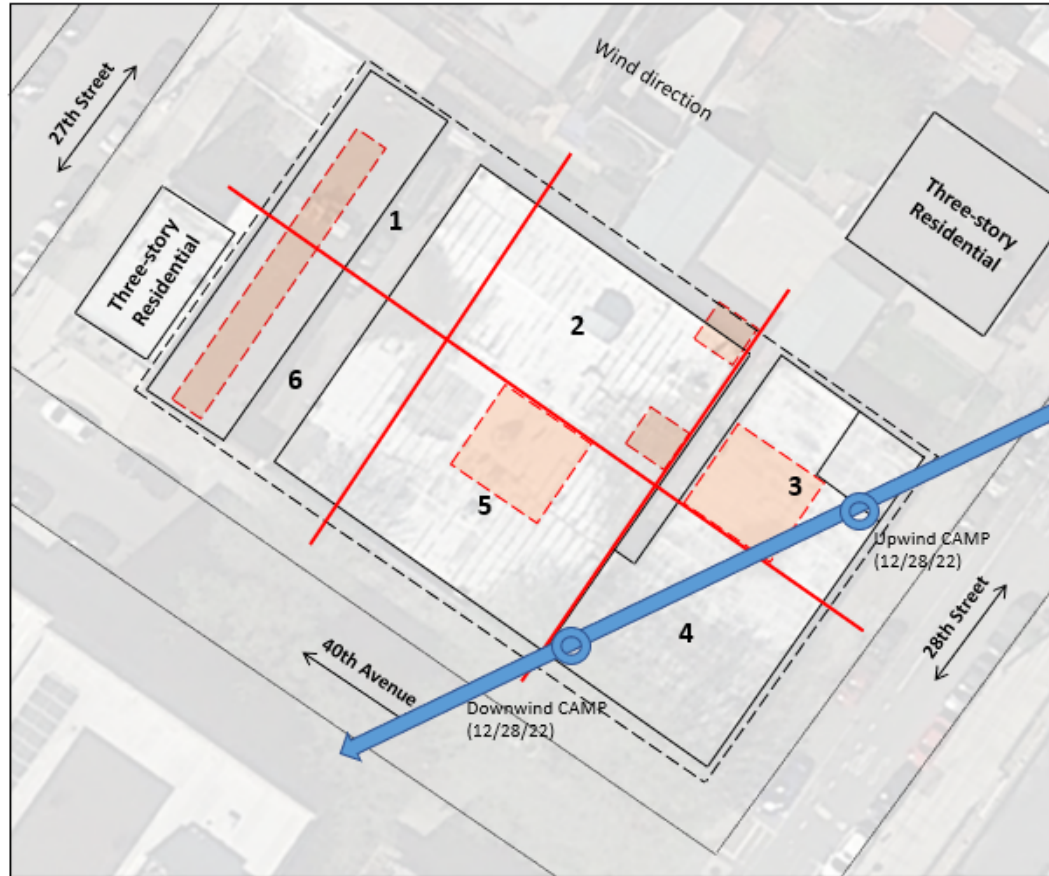 27th Street
Wind direction
Three-story
Residential
Three-story
Residential
1
2
3
4
5
6
Upwind CAMP
(12/28/22)
28th Street
40th Avenue
Downwind CAMP
(12/28/22)